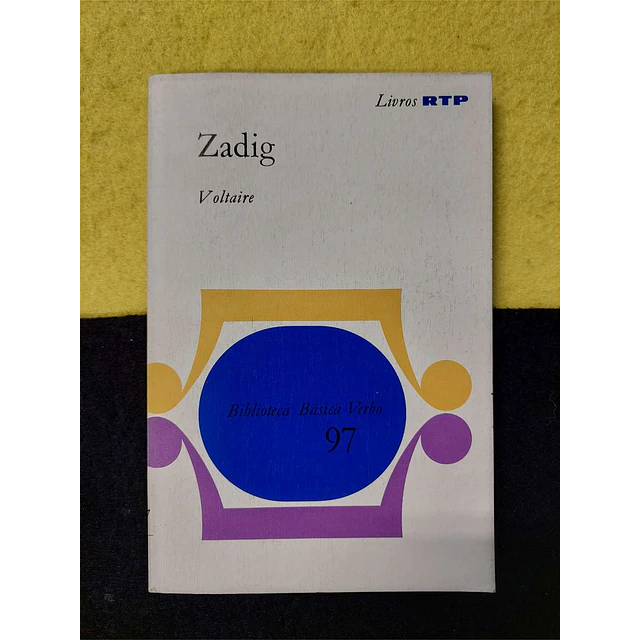 Livros RTP
Zadig
Voltaire
Biblioteca Básica Verbo
97